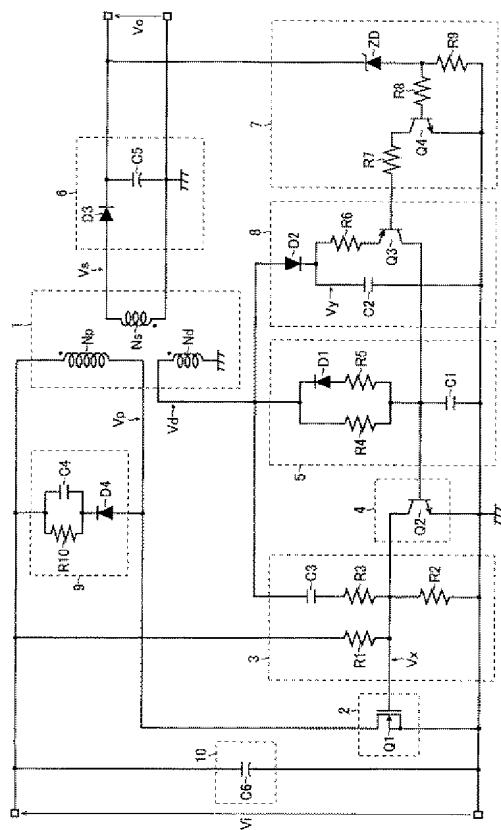 Vi
10
C6
2
Q1
3
R1
Vx
C3
R3
R2
9
R10
C4
D4
Vp
4
Q2
5
R4
D1
R5
C1
1
Np
Ns
Nd
Vd
Vs
6
D3
C5
Vo
8
D2
Vy
R6
C2
Q3
7
R7
Q4
R8
ZD
R9